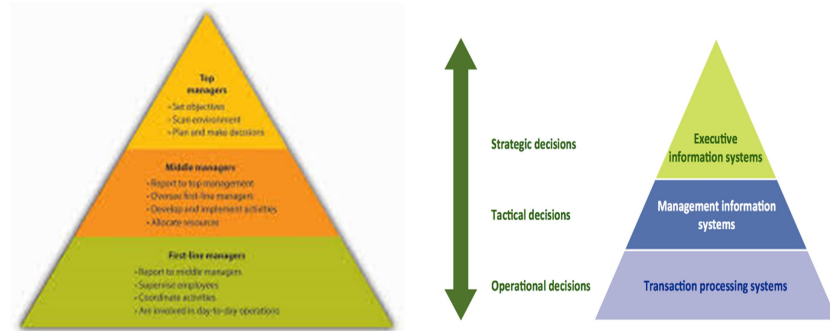 Top
managers
• Set objectives
• Scan environment
• Plan and make decisions
Middle managers
• Report to top management
• Oversee first-line managers
• Develop and implement activities
• Allocate resources
First-line managers
• Report to middle managers
• Supervise employees
• Coordinate activities
• Are involved in day-to-day operations
Strategic decisions
Tactical decisions
Operational decisions
Executive
information systems
Management information
systems
Transaction processing systems